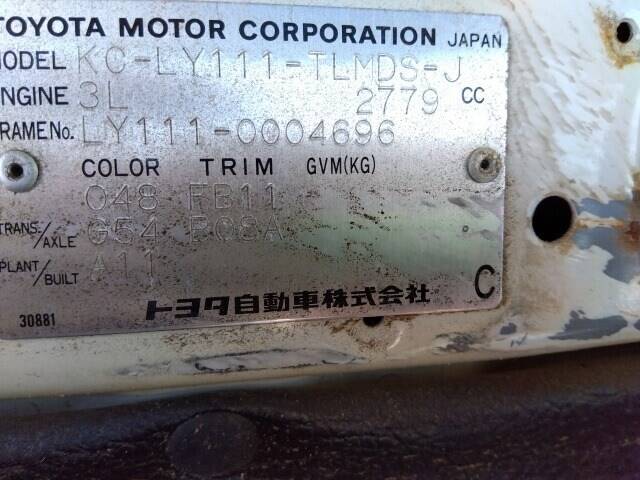 TOYOTA MOTOR CORPORATION JAPAN
MODEL KC-LY111-TLMDS-J
ENGINE 3L 2779 CC
FRAME No. LY111-0004696
COLOR TRIM GVM(KG)
048 FB11
TRANS./AXLE G54 B08A
PLANT/BUILT A11
トヨタ自動車株式会社 C
30881